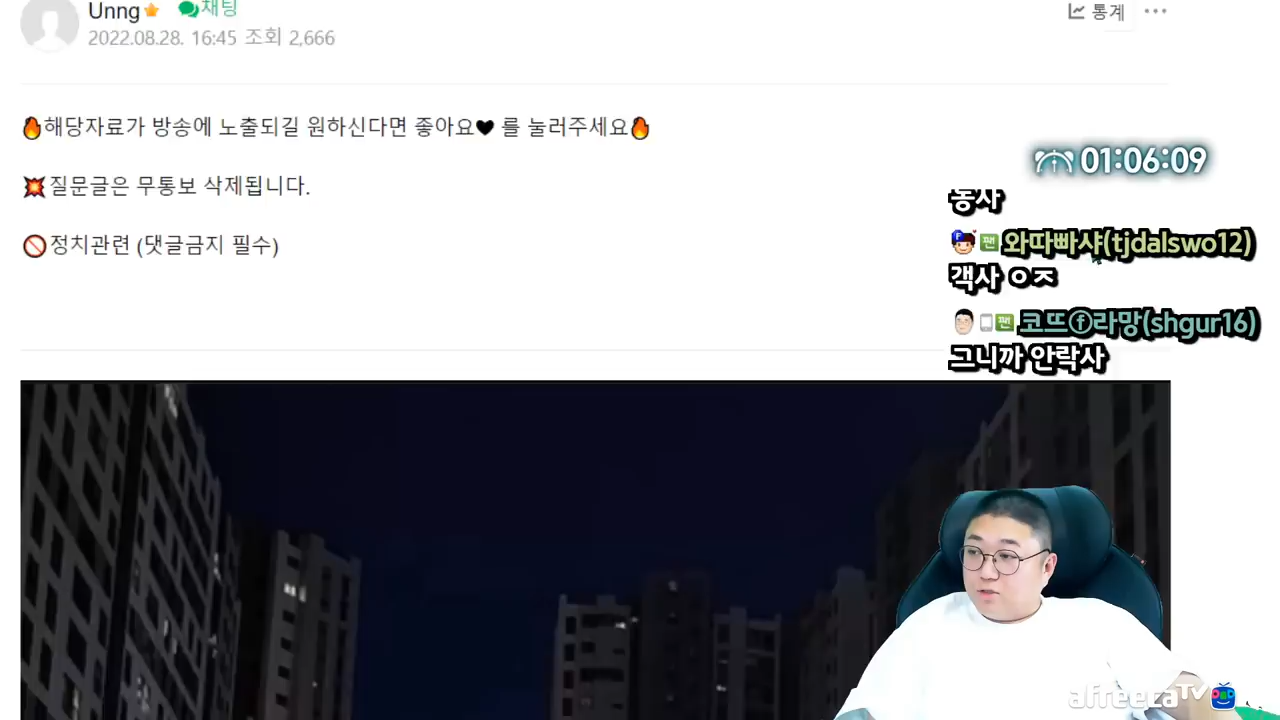 Unng 채팅
통계
2022.08.28. 16:45 조회 2,666
해당자료가 방송에 노출되길 원하신다면 좋아요🖤 를 눌러주세요
질문글은 무통보 삭제됩니다.
정치관련 (댓글금지 필수)
01:06:09
동사
와따빠샤(tjdalswo12)
객사 ㅇㅈ
코뜨ⓕ라망(shgur16)
그니까 안락사
afreecaTV